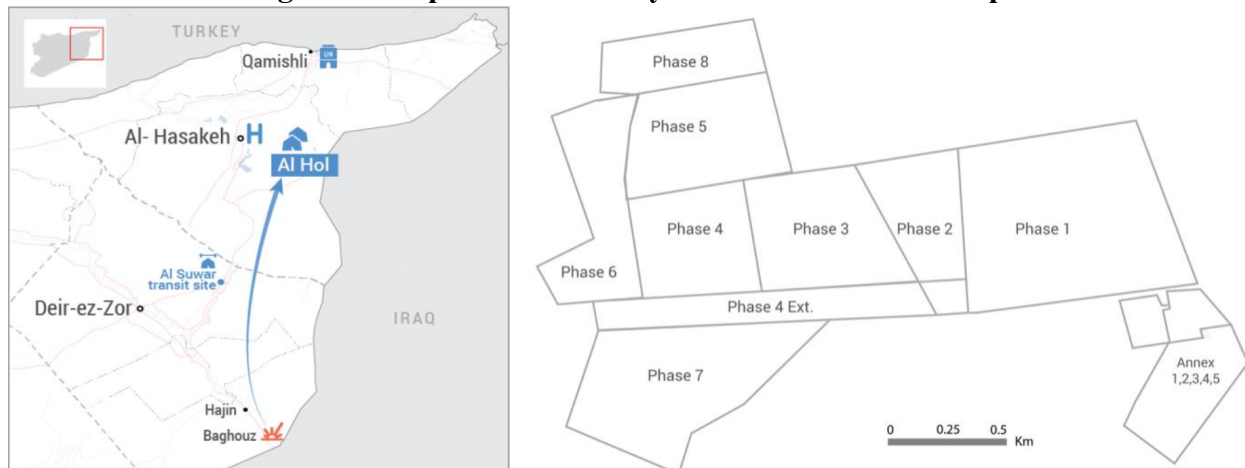 TURKEY
Qamishli
UN
Al- Hasakeh
H
Al Hol
Al Suwar
transit site
Deir-ez-Zor
IRAQ
Hajin
Baghouz
Phase 8
Phase 5
Phase 4
Phase 3
Phase 2
Phase 1
Phase 6
Phase 4 Ext.
Phase 7
Annex
1,2,3,4,5
0 0.25 0.5
Km